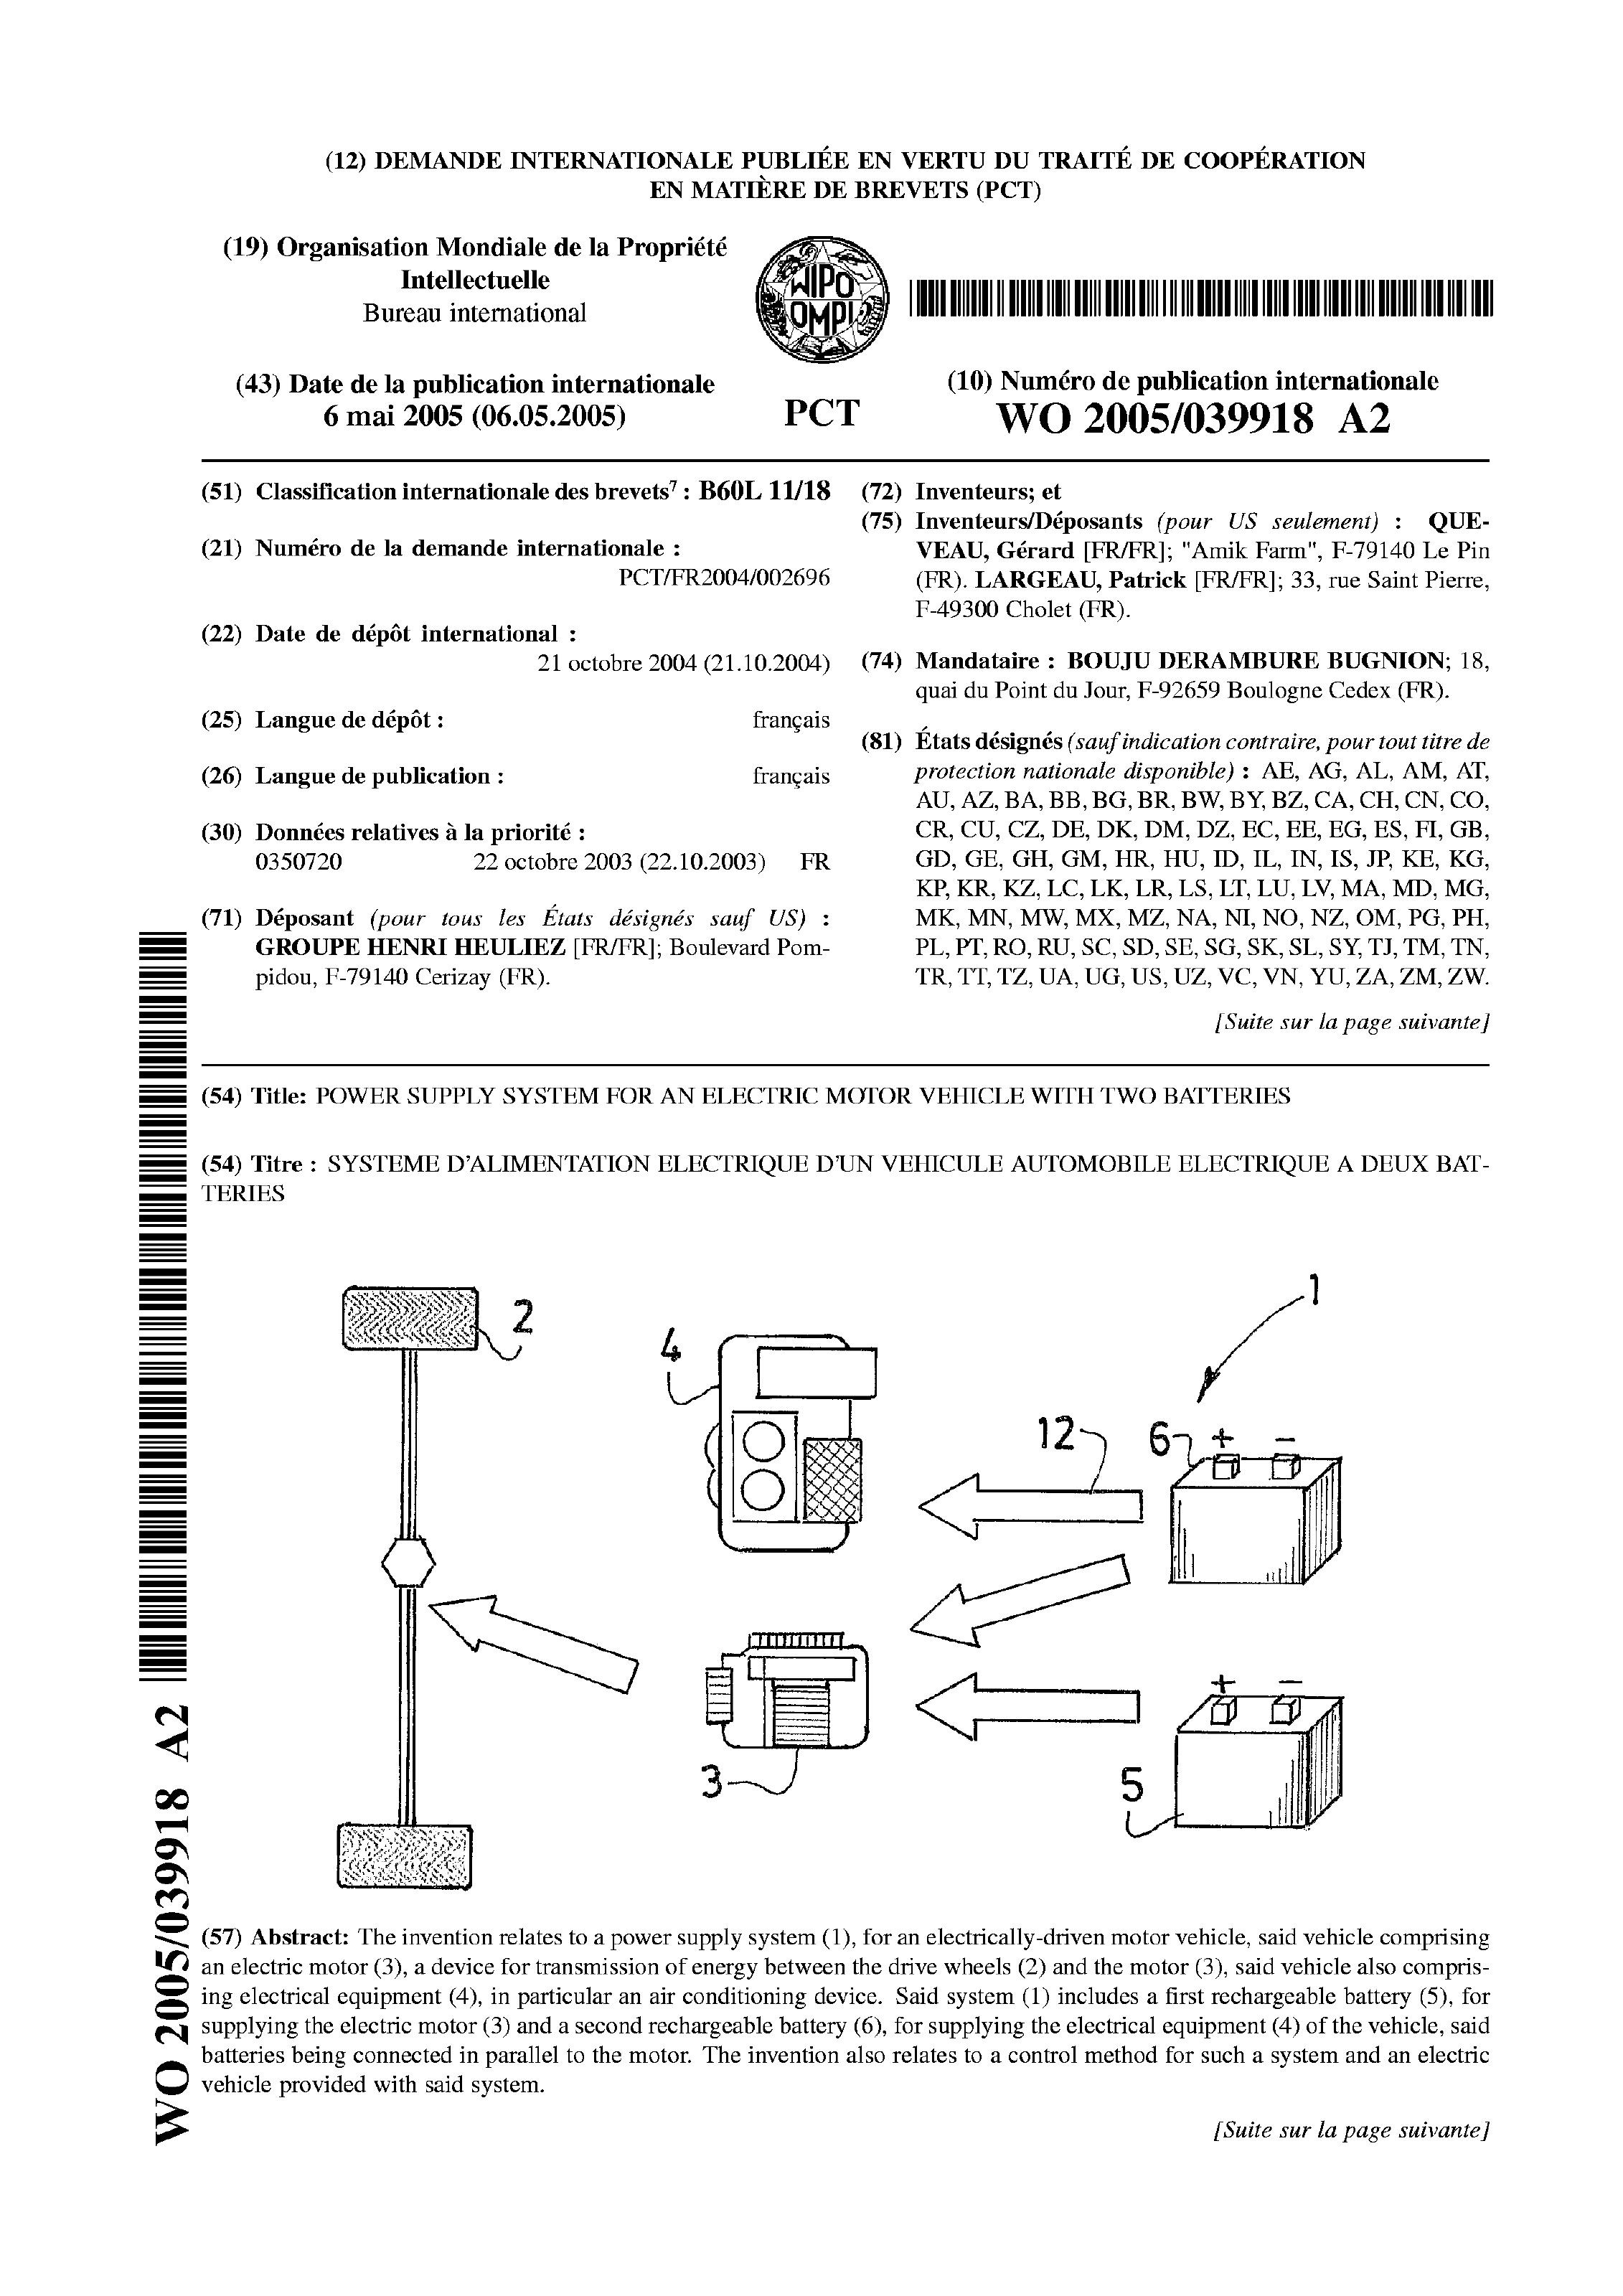 (12) DEMANDE INTERNATIONALE PUBLIÉE EN VERTU DU TRAITÉ DE COOPÉRATION
EN MATIÈRE DE BREVETS (PCT)
(19) Organisation Mondiale de la Propriété
Intellectuelle
Bureau international
WIPO
OMPI
(43) Date de la publication internationale
6 mai 2005 (06.05.2005)
PCT
(10) Numéro de publication internationale
WO 2005/039918 A2
(51) Classification internationale des brevets⁷ : B60L 11/18
(21) Numéro de la demande internationale :
PCT/FR2004/002696
(22) Date de dépôt international :
21 octobre 2004 (21.10.2004)
(25) Langue de dépôt : français
(26) Langue de publication : français
(30) Données relatives à la priorité :
0350720 22 octobre 2003 (22.10.2003) FR
(71) Déposant (pour tous les États désignés sauf US) :
GROUPE HENRI HEULIEZ [FR/FR]; Boulevard Pom-
pidou, F-79140 Cerizay (FR).
(72) Inventeurs; et
(75) Inventeurs/Déposants (pour US seulement) : QUE-
VEAU, Gérard [FR/FR]; "Amik Farm", F-79140 Le Pin
(FR). LARGEAU, Patrick [FR/FR]; 33, rue Saint Pierre,
F-49300 Cholet (FR).
(74) Mandataire : BOUJU DERAMBURE BUGNION; 18,
quai du Point du Jour, F-92659 Boulogne Cedex (FR).
(81) États désignés (sauf indication contraire, pour tout titre de
protection nationale disponible) : AE, AG, AL, AM, AT,
AU, AZ, BA, BB, BG, BR, BW, BY, BZ, CA, CH, CN, CO,
CR, CU, CZ, DE, DK, DM, DZ, EC, EE, EG, ES, FI, GB,
GD, GE, GH, GM, HR, HU, ID, IL, IN, IS, JP, KE, KG,
KP, KR, KZ, LC, LK, LR, LS, LT, LU, LV, MA, MD, MG,
MK, MN, MW, MX, MZ, NA, NI, NO, NZ, OM, PG, PH,
PL, PT, RO, RU, SC, SD, SE, SG, SK, SL, SY, TJ, TM, TN,
TR, TT, TZ, UA, UG, US, UZ, VC, VN, YU, ZA, ZM, ZW.
[Suite sur la page suivante]
(54) Title: POWER SUPPLY SYSTEM FOR AN ELECTRIC MOTOR VEHICLE WITH TWO BATTERIES
(54) Titre : SYSTEME D'ALIMENTATION ELECTRIQUE D'UN VEHICULE AUTOMOBILE ELECTRIQUE A DEUX BAT-
TERIES
1
2
4
12
6
+ −
+ −
3
5
(57) Abstract: The invention relates to a power supply system (1), for an electrically-driven motor vehicle, said vehicle comprising
an electric motor (3), a device for transmission of energy between the drive wheels (2) and the motor (3), said vehicle also compris-
ing electrical equipment (4), in particular an air conditioning device. Said system (1) includes a first rechargeable battery (5), for
supplying the electric motor (3) and a second rechargeable battery (6), for supplying the electrical equipment (4) of the vehicle, said
batteries being connected in parallel to the motor. The invention also relates to a control method for such a system and an electric
vehicle provided with said system.
[Suite sur la page suivante]
WO 2005/039918 A2